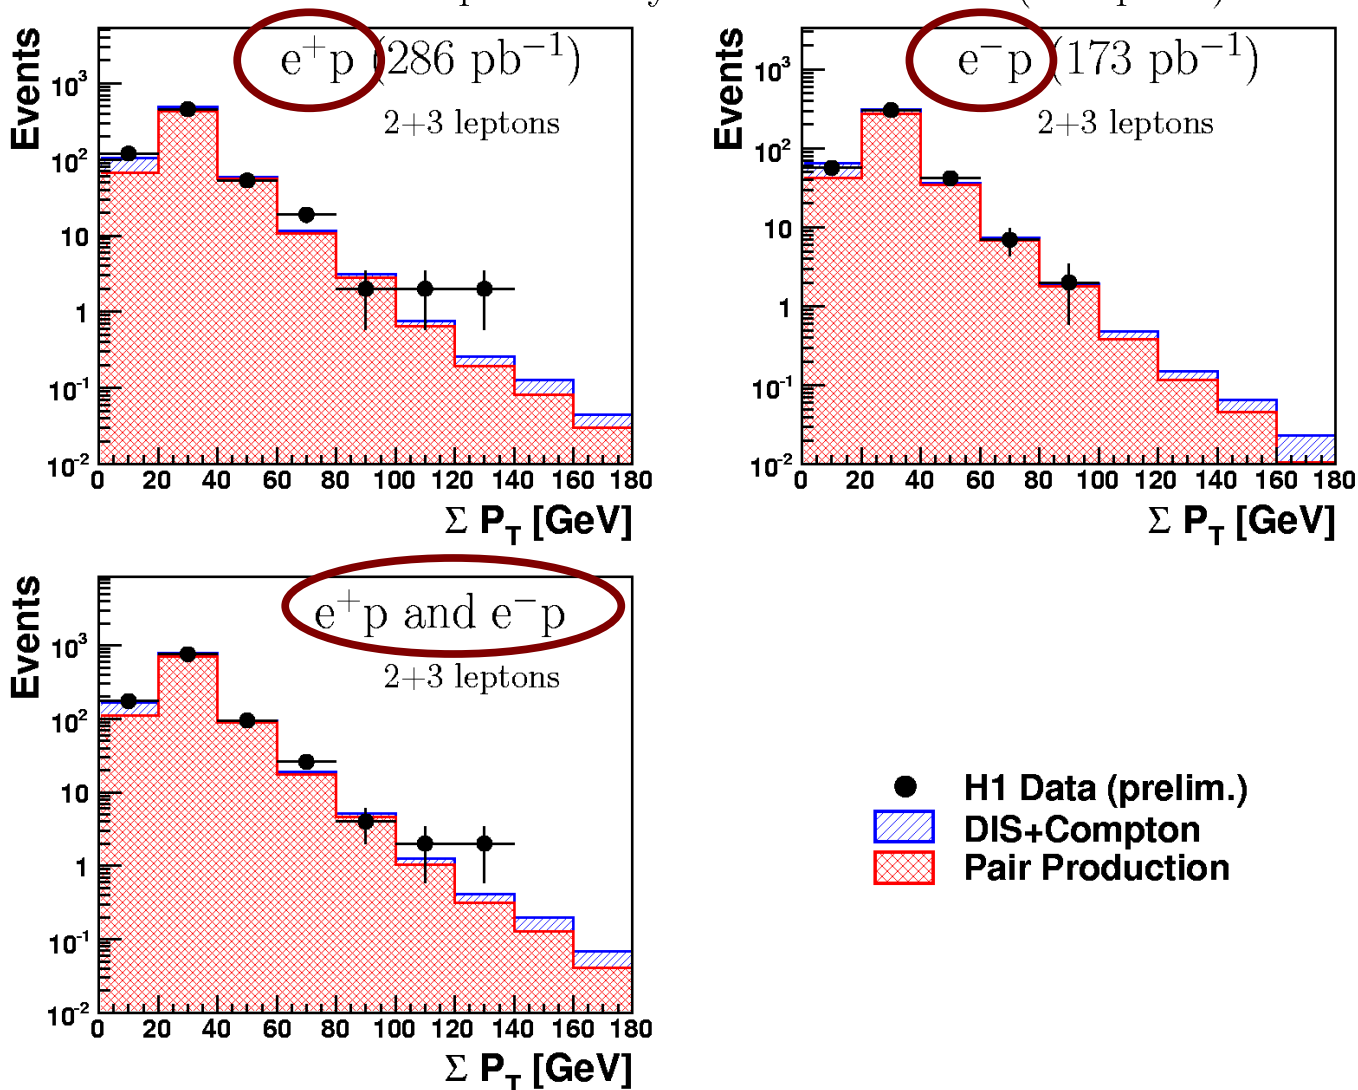 e⁺p (286 pb⁻¹)
2+3 leptons
Events
10³
10²
10
1
10⁻¹
10⁻²
0 20 40 60 80 100 120 140 160 180
Σ P_T [GeV]
e⁻p (173 pb⁻¹)
2+3 leptons
Events
10³
10²
10
1
10⁻¹
10⁻²
0 20 40 60 80 100 120 140 160 180
Σ P_T [GeV]
e⁺p and e⁻p
2+3 leptons
Events
10³
10²
10
1
10⁻¹
10⁻²
0 20 40 60 80 100 120 140 160 180
Σ P_T [GeV]
H1 Data (prelim.)
DIS+Compton
Pair Production